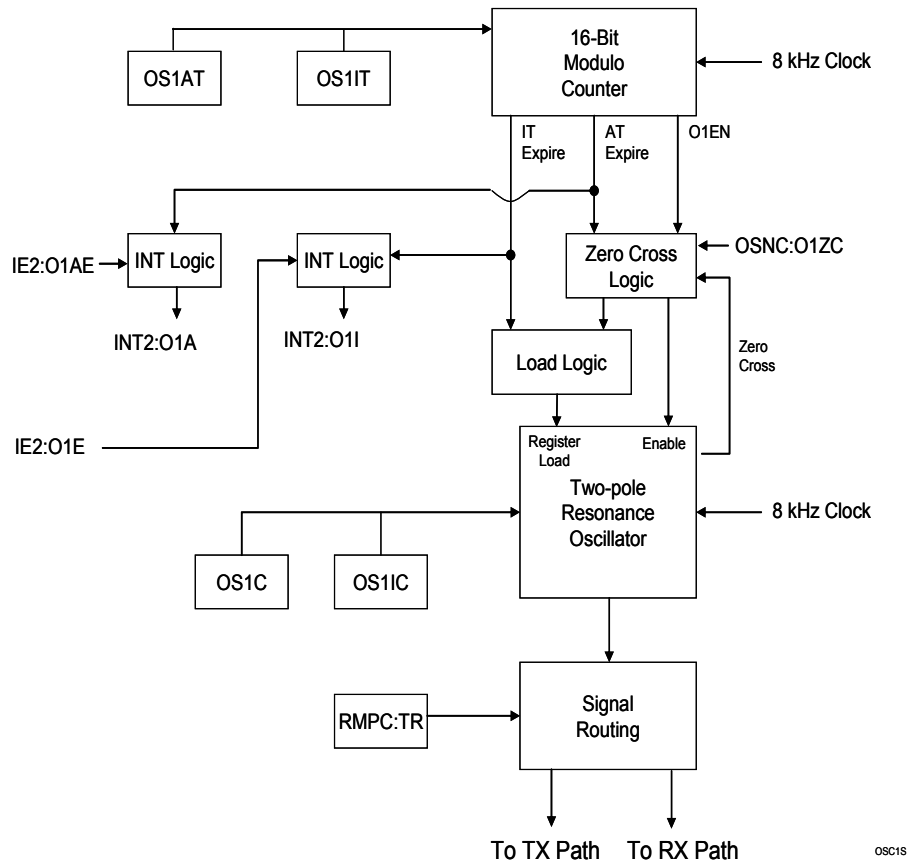 16-Bit
Modulo
Counter
8 kHz Clock
OS1AT
OS1IT
IT
Expire
AT
Expire
O1EN
IE2:O1AE
INT Logic
INT Logic
Zero Cross
Logic
OSNC:O1ZC
INT2:O1A
INT2:O1I
Load Logic
Zero
Cross
IE2:O1E
Register
Load
Enable
Two-pole
Resonance
Oscillator
8 kHz Clock
OS1C
OS1IC
RMPC:TR
Signal
Routing
To TX Path
To RX Path
OSC1S